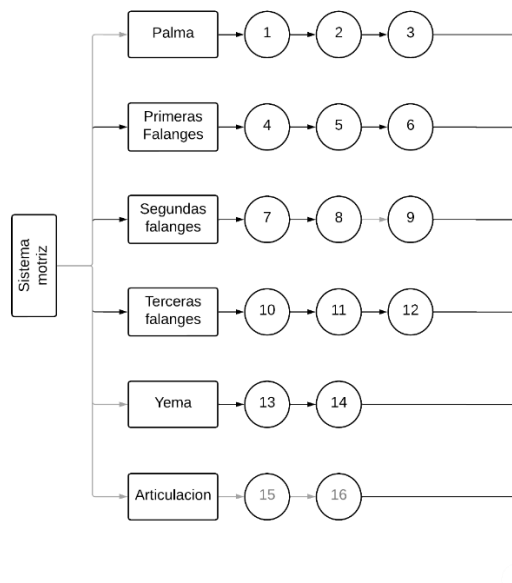 Palma
1
2
3
Primeras
Falanges
4
5
6
Segundas
falanges
7
8
9
Sistema
motriz
Terceras
falanges
10
11
12
Yema
13
14
Articulacion
15
16